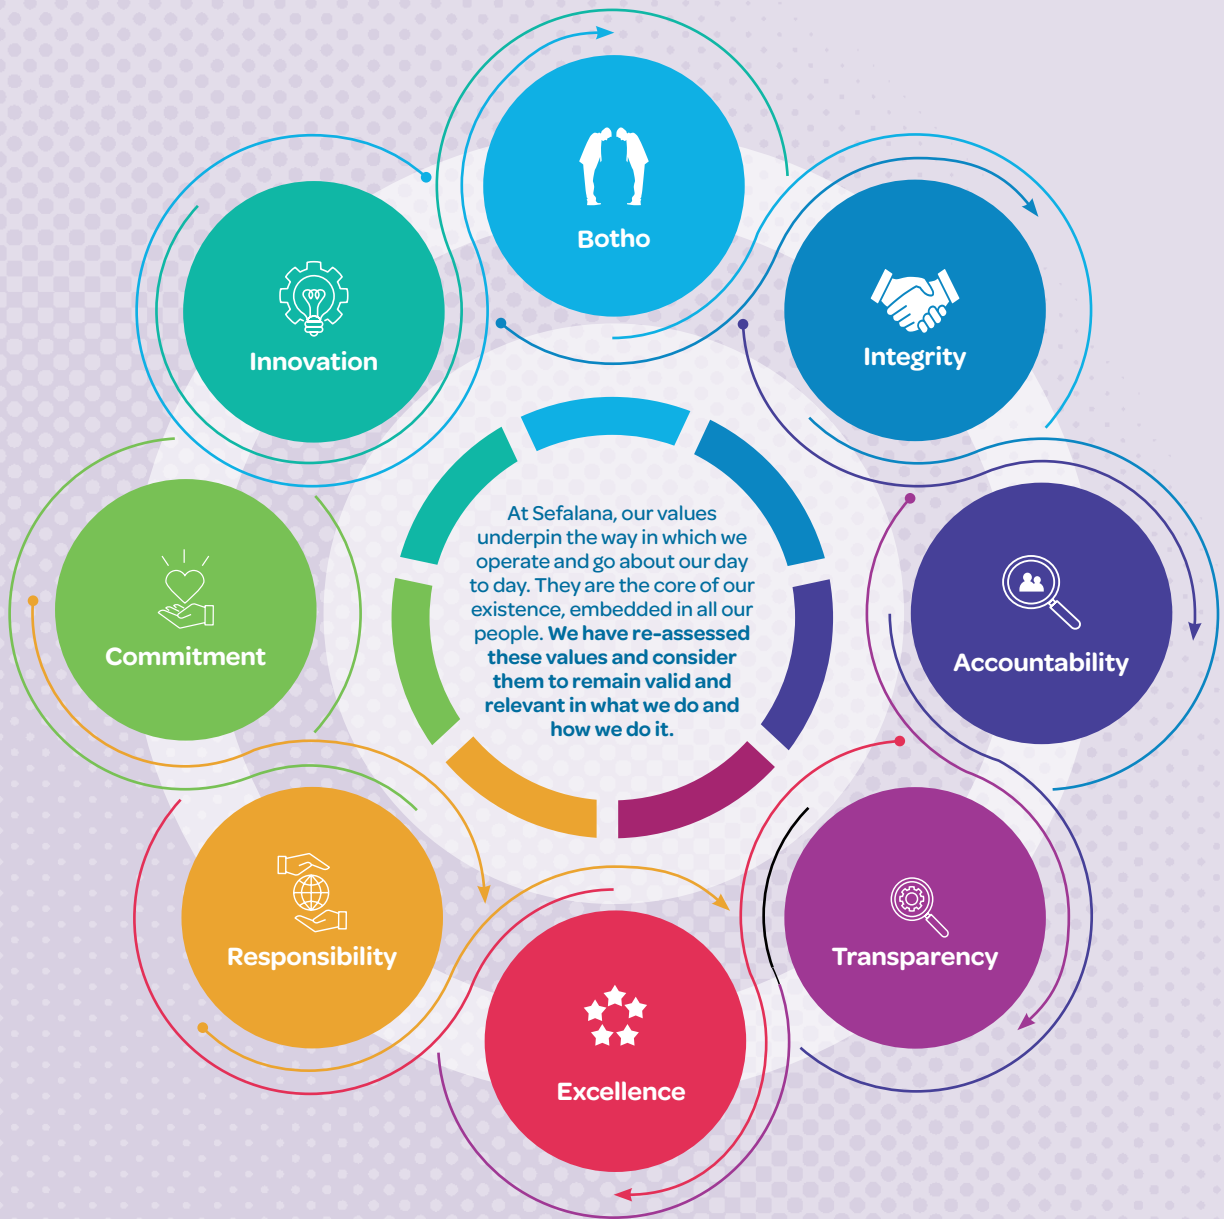 Botho
Integrity
Accountability
Transparency
Excellence
Responsibility
Commitment
Innovation
At Sefalana, our values
underpin the way in which we
operate and go about our day
to day. They are the core of our
existence, embedded in all our
people. We have re-assessed
these values and consider
them to remain valid and
relevant in what we do and
how we do it.